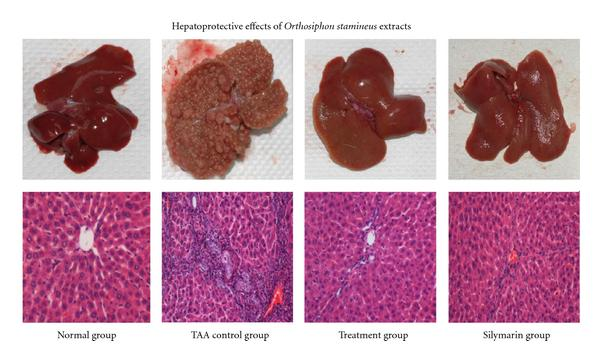 Hepatoprotective effects of Orthosiphon stamineus extracts
Normal group
TAA control group
Treatment group
Silymarin group